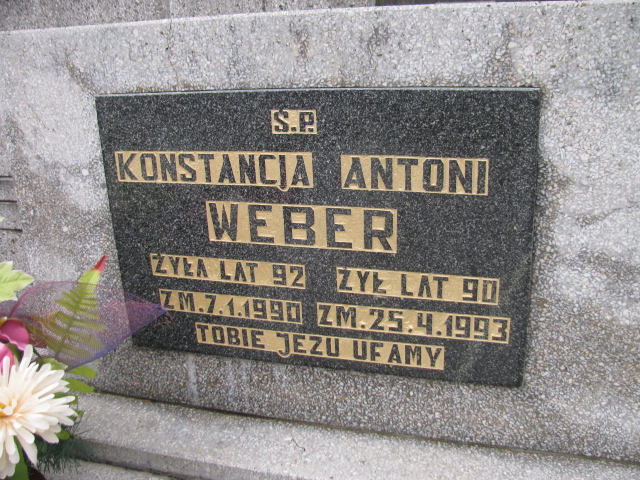 Ś.P.
KONSTANCJA ANTONI
WEBER
ŻYŁA LAT 92 ŻYŁ LAT 90
ZM.7.1.1990 ZM.25.4.1993
TOBIE JEZU UFAMY